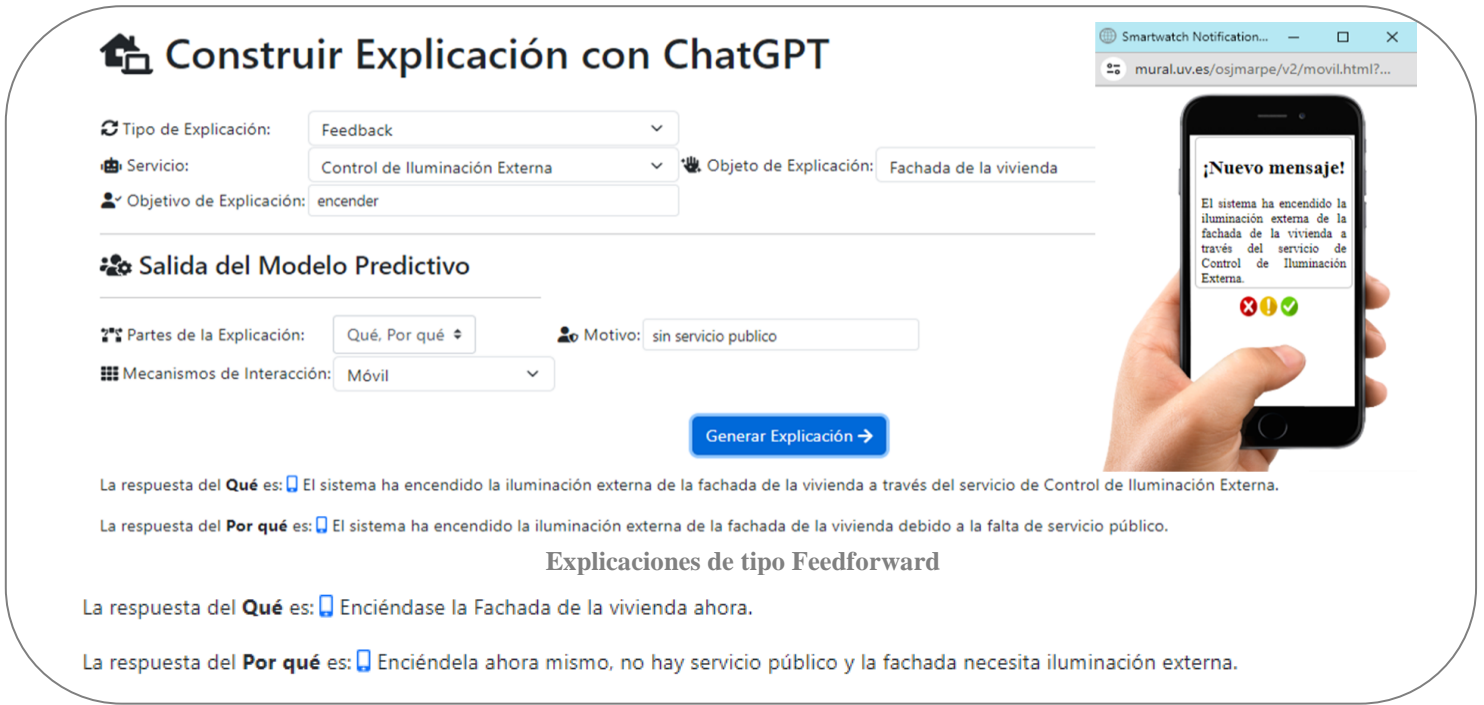 Construir Explicación con ChatGPT
Tipo de Explicación: Feedback
Servicio: Control de Iluminación Externa Objeto de Explicación: Fachada de la vivienda
Objetivo de Explicación: encender
Salida del Modelo Predictivo
Partes de la Explicación: Qué, Por qué Motivo: sin servicio publico
Mecanismos de Interacción: Móvil
Generar Explicación
Smartwatch Notification...
mural.uv.es/osjmarpe/v2/movil.html?...
¡Nuevo mensaje!
El sistema ha encendido la
iluminación externa de la
fachada de la vivienda a
través del servicio de
Control de Iluminación
Externa.
La respuesta del Qué es: El sistema ha encendido la iluminación externa de la fachada de la vivienda a través del servicio de Control de Iluminación Externa.
La respuesta del Por qué es: El sistema ha encendido la iluminación externa de la fachada de la vivienda debido a la falta de servicio público.
Explicaciones de tipo Feedforward
La respuesta del Qué es: Enciéndase la Fachada de la vivienda ahora.
La respuesta del Por qué es: Enciéndela ahora mismo, no hay servicio público y la fachada necesita iluminación externa.